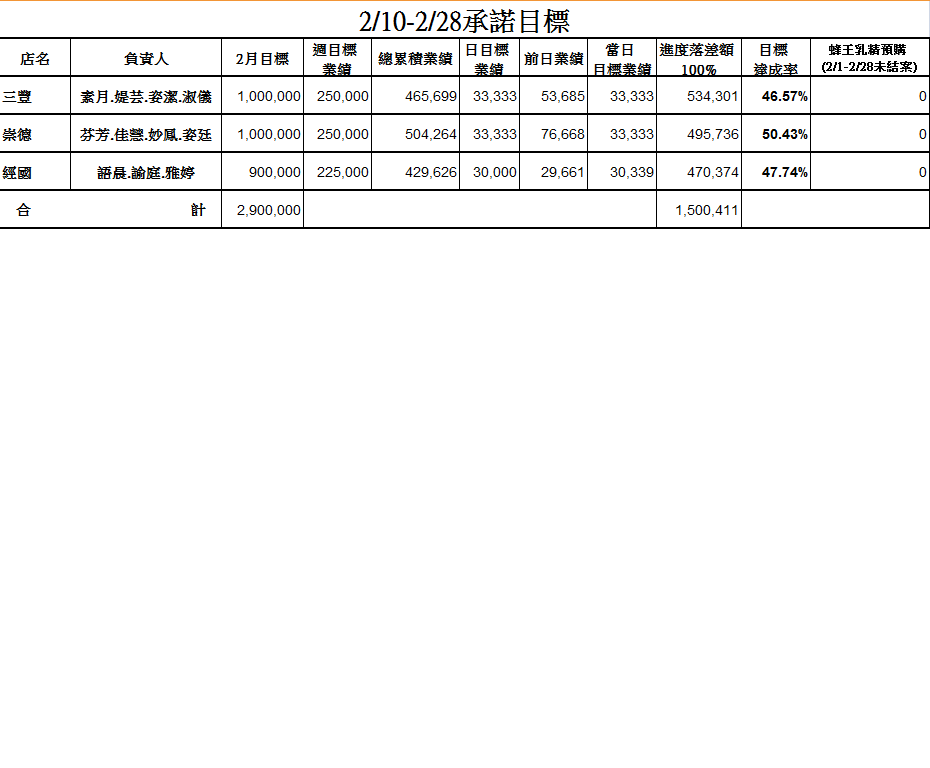 2/10-2/28承諾目標
店名 負責人 2月目標 週目標業績 總累積業績 日目標業績 前日業績 當日目標業績 進度落差額100% 目標達成率 蜂王乳精預購(2/1-2/28未結案)
三豐 素月.媞芸.姿潔.淑儀 1,000,000 250,000 465,699 33,333 53,685 33,333 534,301 46.57% 0
崇德 芬芳.佳慧.妙鳳.姿廷 1,000,000 250,000 504,264 33,333 76,668 33,333 495,736 50.43% 0
經國 語晨.諭庭.雅婷 900,000 225,000 429,626 30,000 29,661 30,339 470,374 47.74% 0
合計 2,900,000 1,500,411